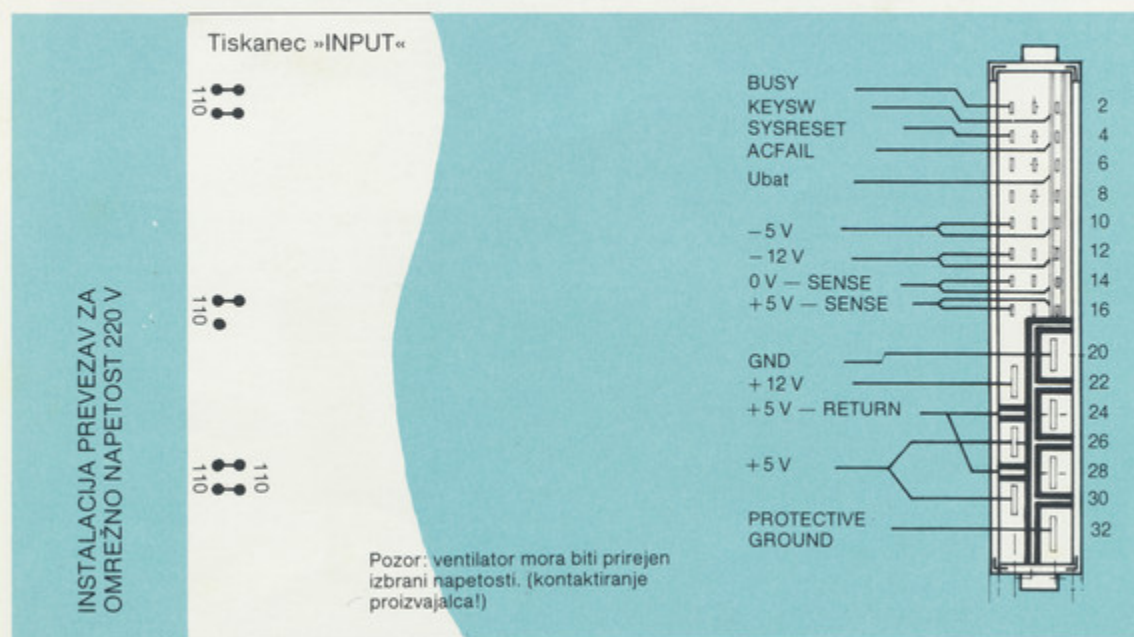 INSTALACIJA PREVEZAV ZA
OMREŽNO NAPETOST 220 V
Tiskanec »INPUT«
110
110
110
110
Pozor: ventilator mora biti prirejen
izbrani napetosti. (kontaktiranje
proizvajalca!)
BUSY
KEYSW
SYSRESET
ACFAIL
Ubat
– 5 V
– 12 V
0 V — SENSE
+ 5 V — SENSE
GND
+ 12 V
+ 5 V — RETURN
+ 5 V
PROTECTIVE
GROUND
2
4
6
8
10
12
14
16
20
22
24
26
28
30
32